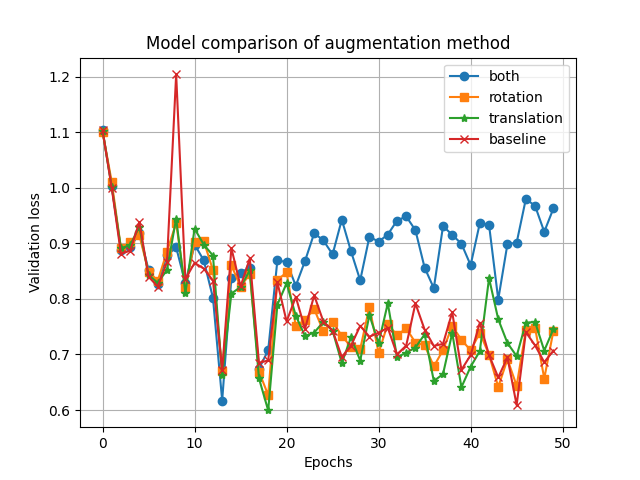 Model comparison of augmentation method
both
rotation
translation
baseline
Validation loss
1.2
1.1
1.0
0.9
0.8
0.7
0.6
0
10
20
30
40
50
Epochs